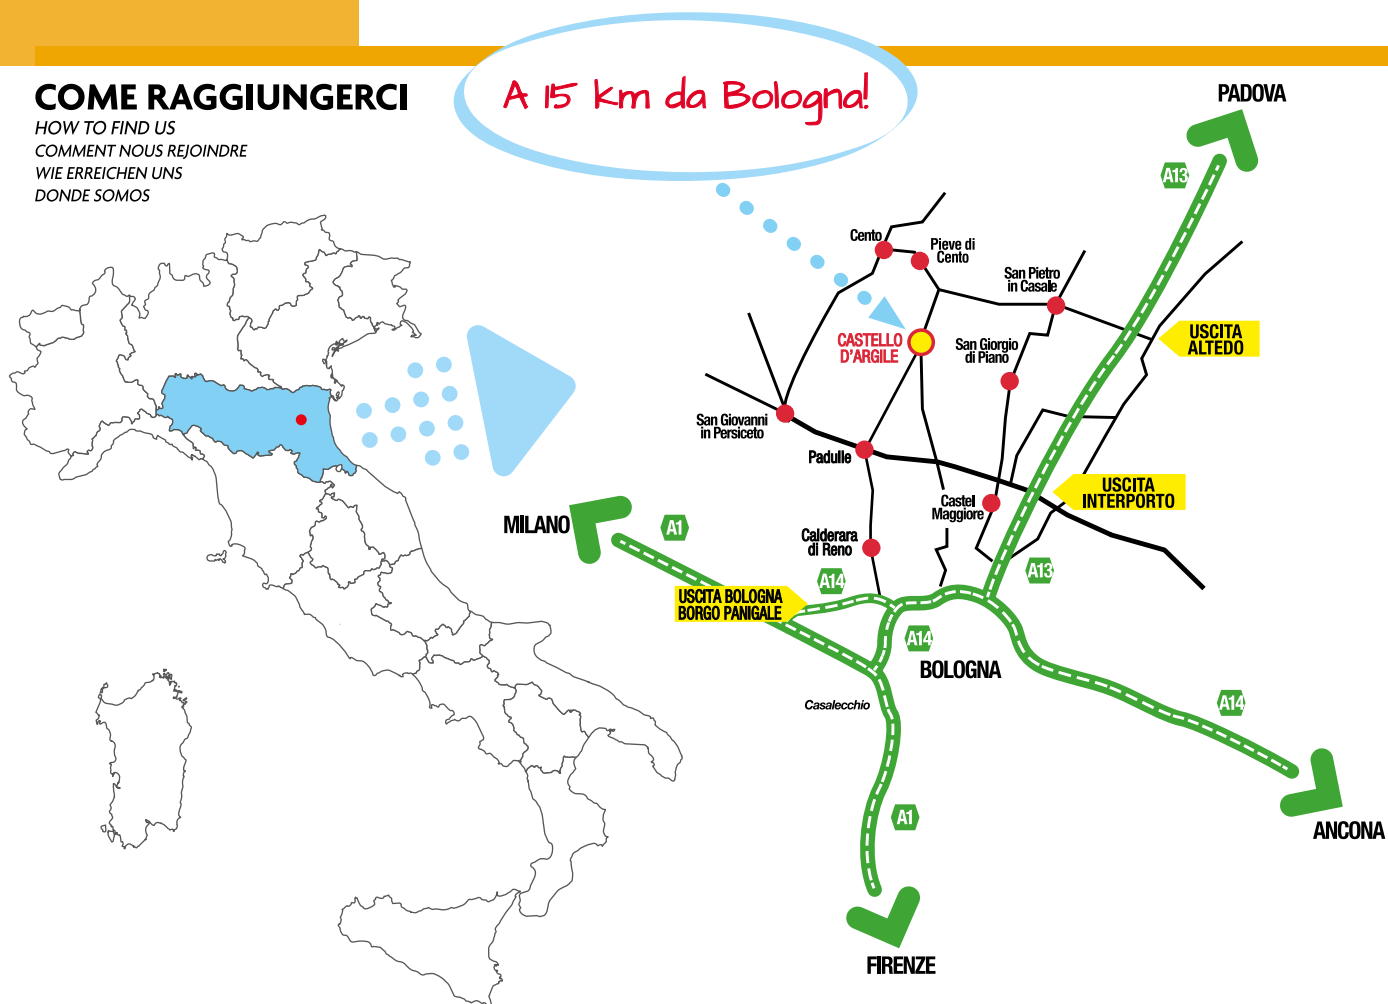 A 15 km da Bologna!
COME RAGGIUNGERCI
HOW TO FIND US
COMMENT NOUS REJOINDRE
WIE ERREICHEN UNS
DONDE SOMOS
PADOVA
A13
Cento
Pieve di
Cento
San Pietro
in Casale
CASTELLO
D'ARGILE
San Giorgio
di Piano
USCITA
ALTEDO
San Giovanni
in Persiceto
Padulle
USCITA
INTERPORTO
Castel
Maggiore
MILANO
A1
Calderara
di Reno
A14
A13
USCITA BOLOGNA
BORGO PANIGALE
A14
BOLOGNA
Casalecchio
A14
A1
ANCONA
FIRENZE